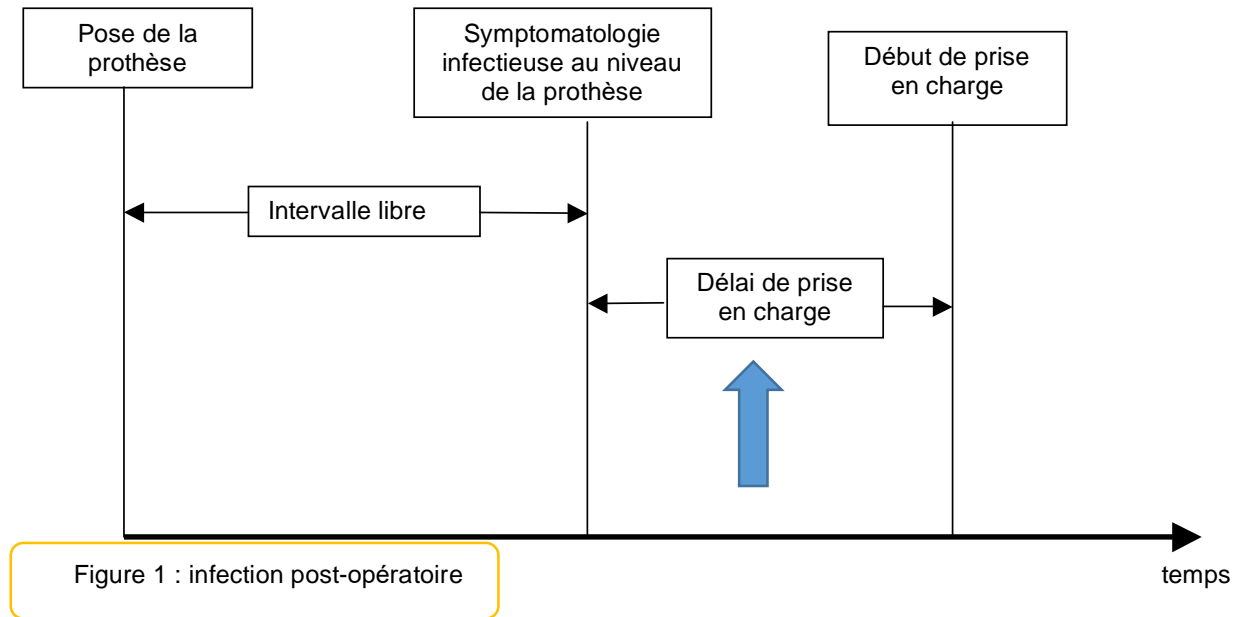 Pose de la
prothèse
Symptomatologie
infectieuse au niveau
de la prothèse
Début de prise
en charge
Intervalle libre
Délai de prise
en charge
Figure 1 : infection post-opératoire
temps